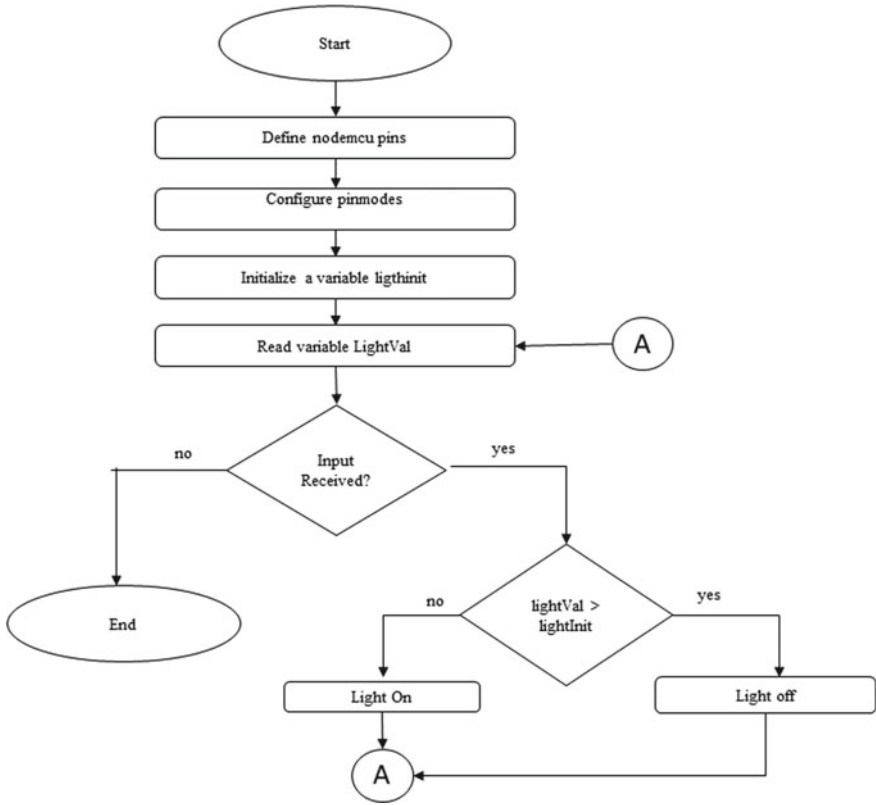 Start
Define nodemcu pins
Configure pinmodes
Initialize a variable ligthinit
Read variable LightVal
A
no
Input
Received?
yes
End
no
lightVal >
lightInit
yes
Light On
Light off
A